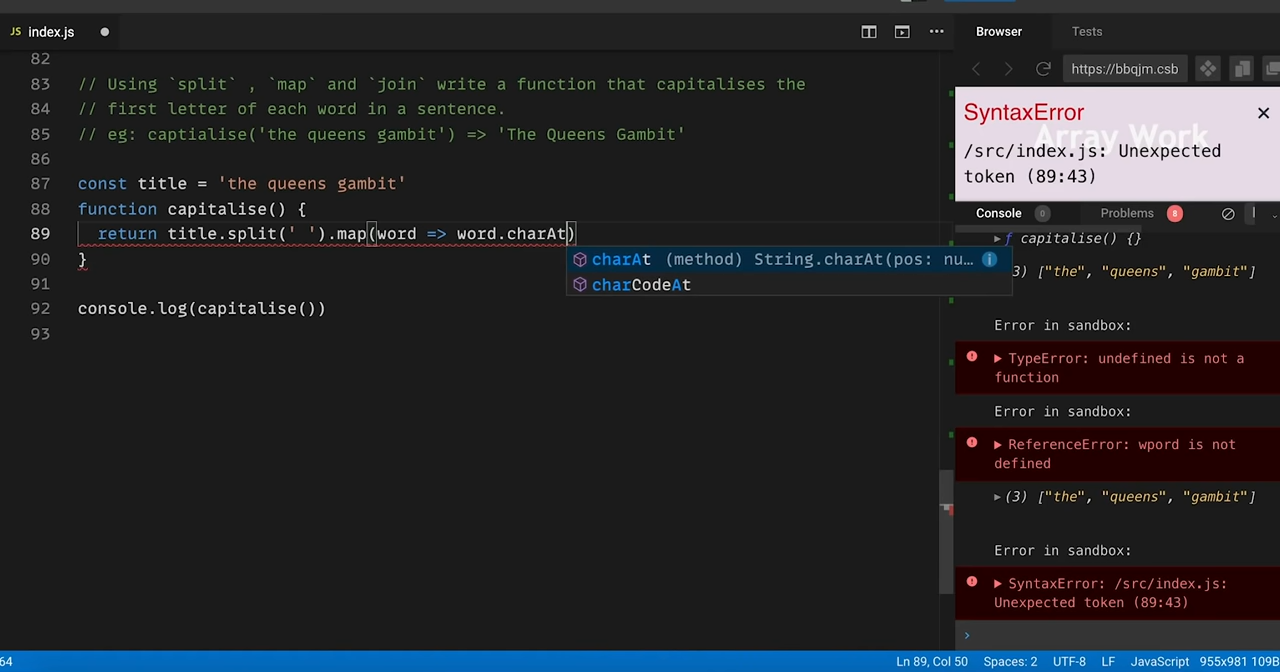 JS index.js
Browser
Tests
https://bbqjm.csb
82
83 // Using `split` , `map` and `join` write a function that capitalises the
84 // first letter of each word in a sentence.
85 // eg: captialise('the queens gambit') => 'The Queens Gambit'
86
87 const title = 'the queens gambit'
88 function capitalise() {
89 return title.split(' ').map(word => word.charAt)
90 }
91
92 console.log(capitalise())
93
charAt (method) String.charAt(pos: nu…
charCodeAt
SyntaxError
Array Work
/src/index.js: Unexpected
token (89:43)
Console 0
Problems 8
f capitalise() {}
3) ["the", "queens", "gambit"]
Error in sandbox:
TypeError: undefined is not a
function
Error in sandbox:
ReferenceError: wpord is not
defined
(3) ["the", "queens", "gambit"]
Error in sandbox:
SyntaxError: /src/index.js:
Unexpected token (89:43)
64
Ln 89, Col 50
Spaces: 2
UTF-8
LF
JavaScript
955x981 109B